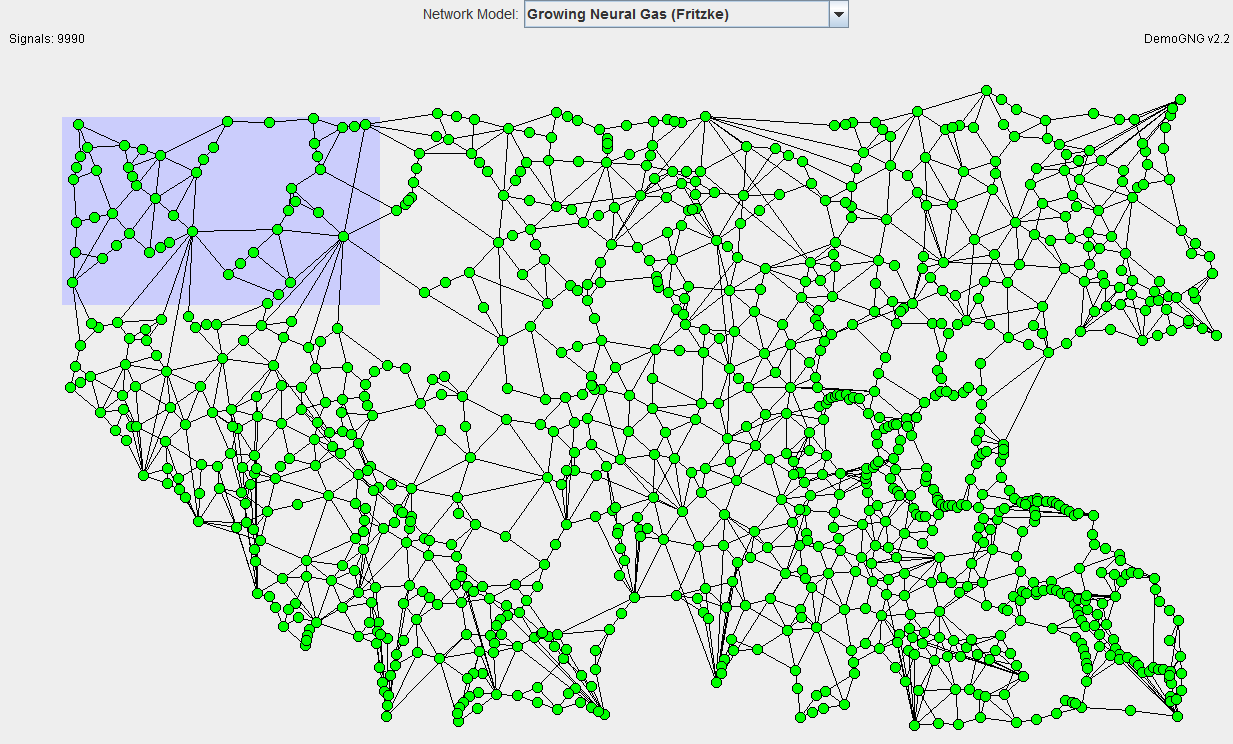 Network Model: Growing Neural Gas (Fritzke)
Signals: 9990
DemoGNG v2.2